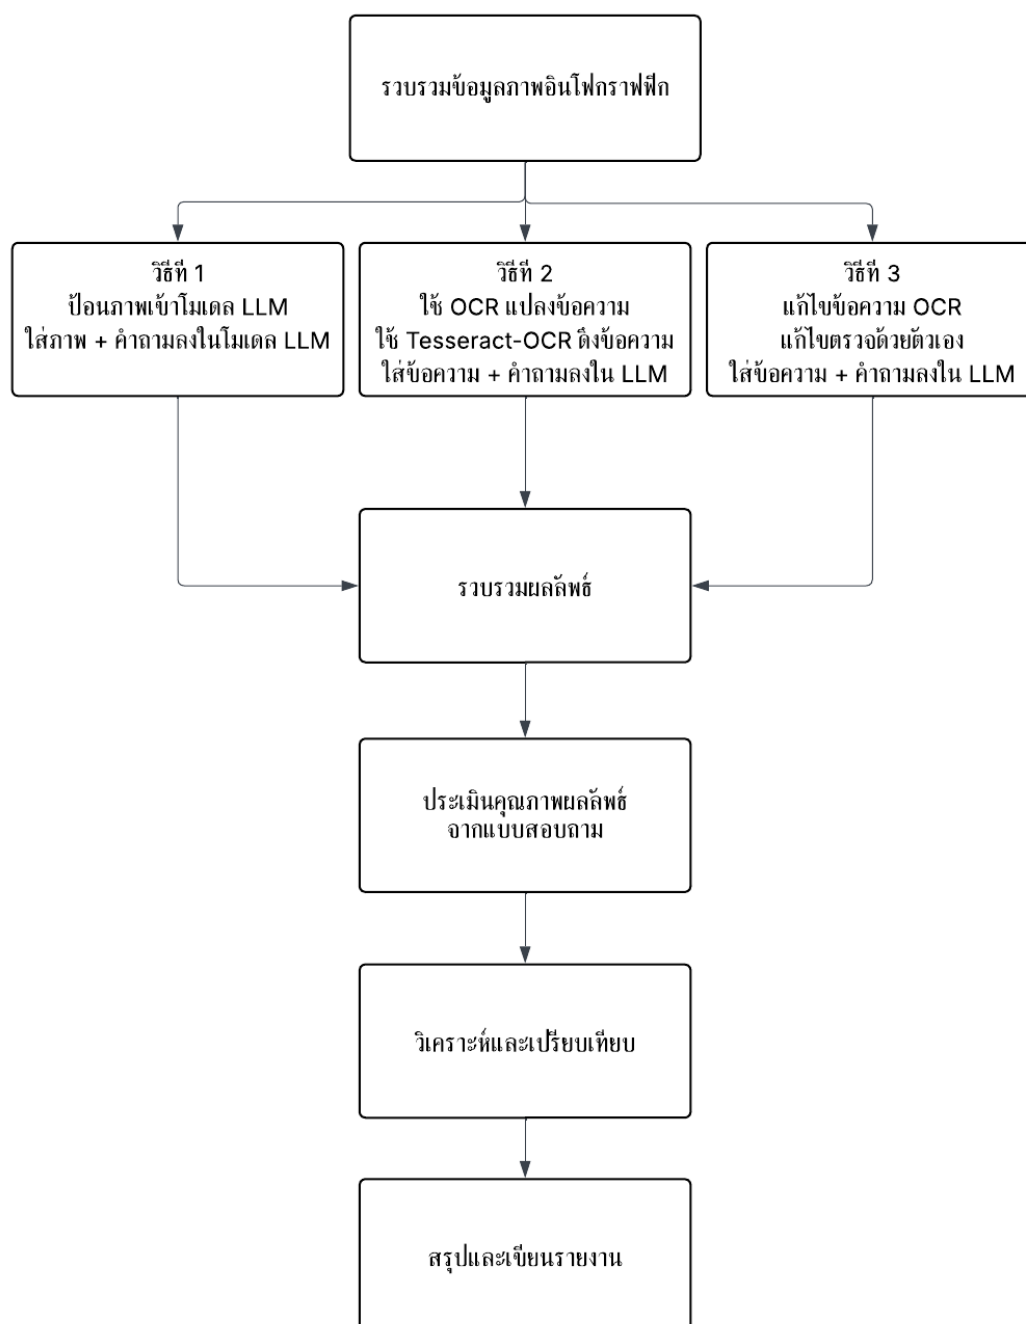 รวบรวมข้อมูลภาพอินโฟกราฟฟิก
วิธีที่ 1
ป้อนภาพเข้าโมเดล LLM
ใส่ภาพ + คำถามลงในโมเดล LLM
วิธีที่ 2
ใช้ OCR แปลงข้อความ
ใช้ Tesseract-OCR ดึงข้อความ
ใส่ข้อความ + คำถามลงใน LLM
วิธีที่ 3
แก้ไขข้อความ OCR
แก้ไขตรวจด้วยตัวเอง
ใส่ข้อความ + คำถามลงใน LLM
รวบรวมผลลัพธ์
ประเมินคุณภาพผลลัพธ์
จากแบบสอบถาม
วิเคราะห์และเปรียบเทียบ
สรุปและเขียนรายงาน